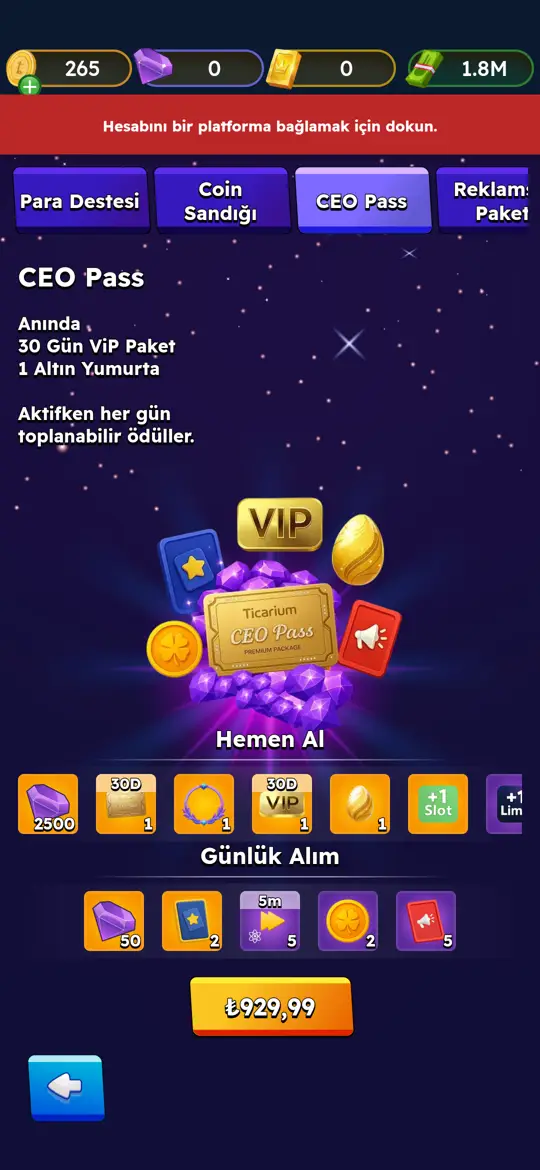 265
0
0
1.8M
Hesabını bir platforma bağlamak için dokun.
Para Destesi
Coin
Sandığı
CEO Pass
Reklams
Paket
CEO Pass
Anında
30 Gün ViP Paket
1 Altın Yumurta
Aktifken her gün
toplanabilir ödüller.
VIP
Ticarium
CEO Pass
PREMIUM PACKAGE
Hemen Al
2500
30D
1
1
30D
VIP
1
1
+1
Slot
+1
Lim
Günlük Alım
50
2
5m
5
2
5
₺929,99